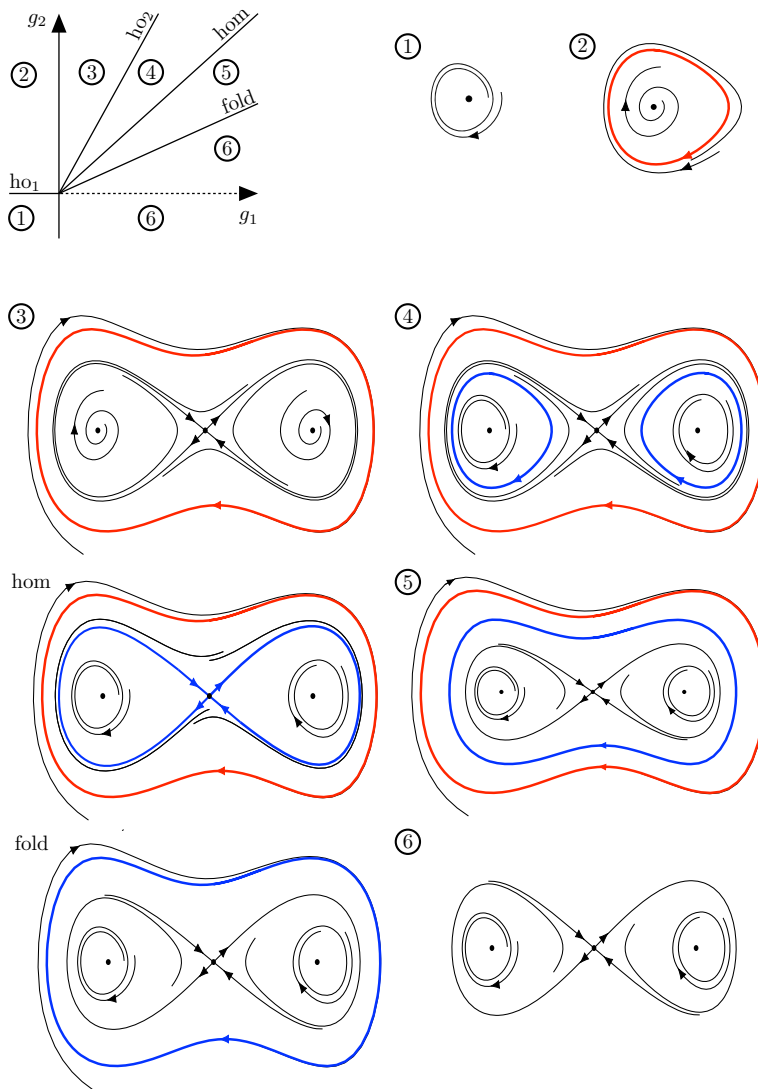 g₂ ho₂ hom
① ②
② ③ ④ ⑤
fold
⑥
ho₁
① ⑥ g₁
③ ④
hom ⑤
fold ⑥